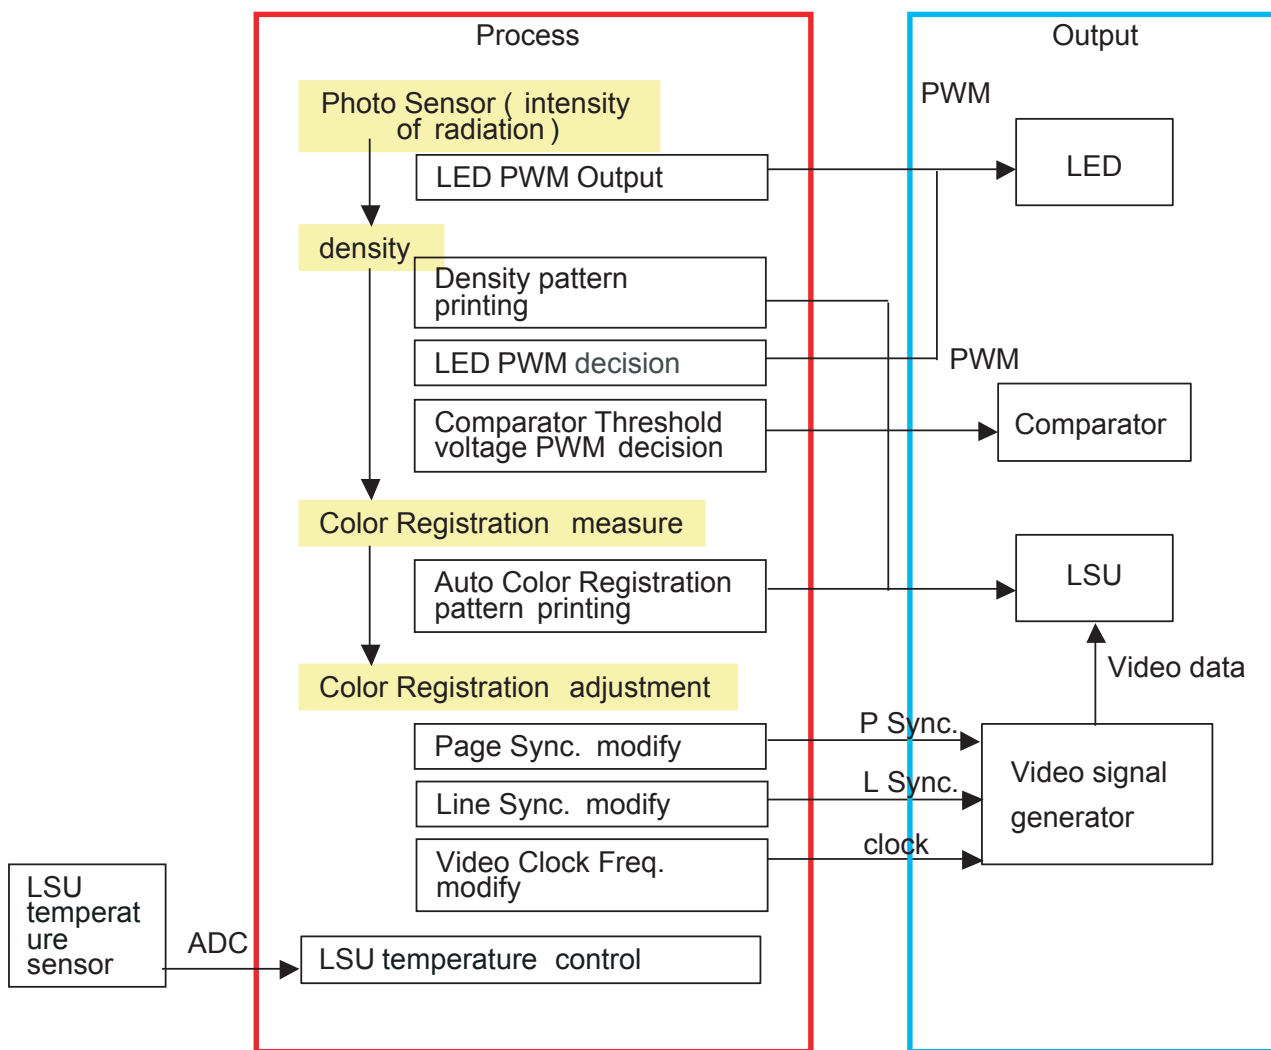 Process
Output
Photo Sensor ( intensity
of radiation )
PWM
LED PWM Output
LED
density
Density pattern
printing
LED PWM decision
PWM
Comparator Threshold
voltage PWM decision
Comparator
Color Registration measure
Auto Color Registration
pattern printing
LSU
Color Registration adjustment
Video data
Page Sync. modify
P Sync.
Line Sync. modify
L Sync.
Video signal
generator
Video Clock Freq.
modify
clock
LSU
temperat
ure
sensor
ADC
LSU temperature control